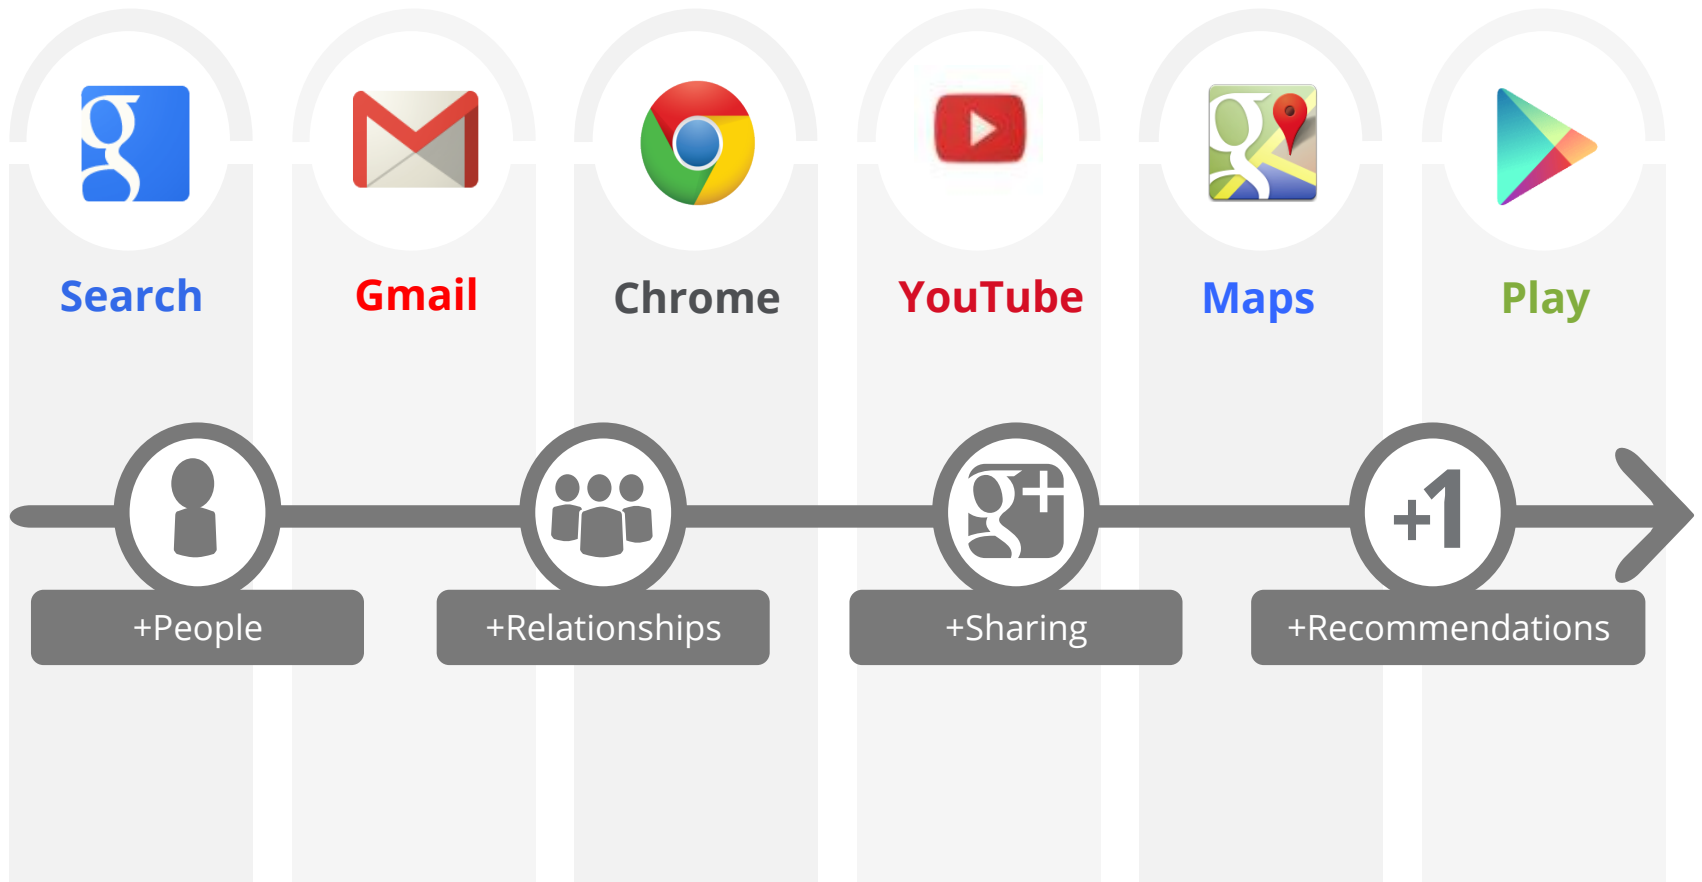 Search
Gmail
Chrome
YouTube
Maps
Play
g+
+1
+People
+Relationships
+Sharing
+Recommendations